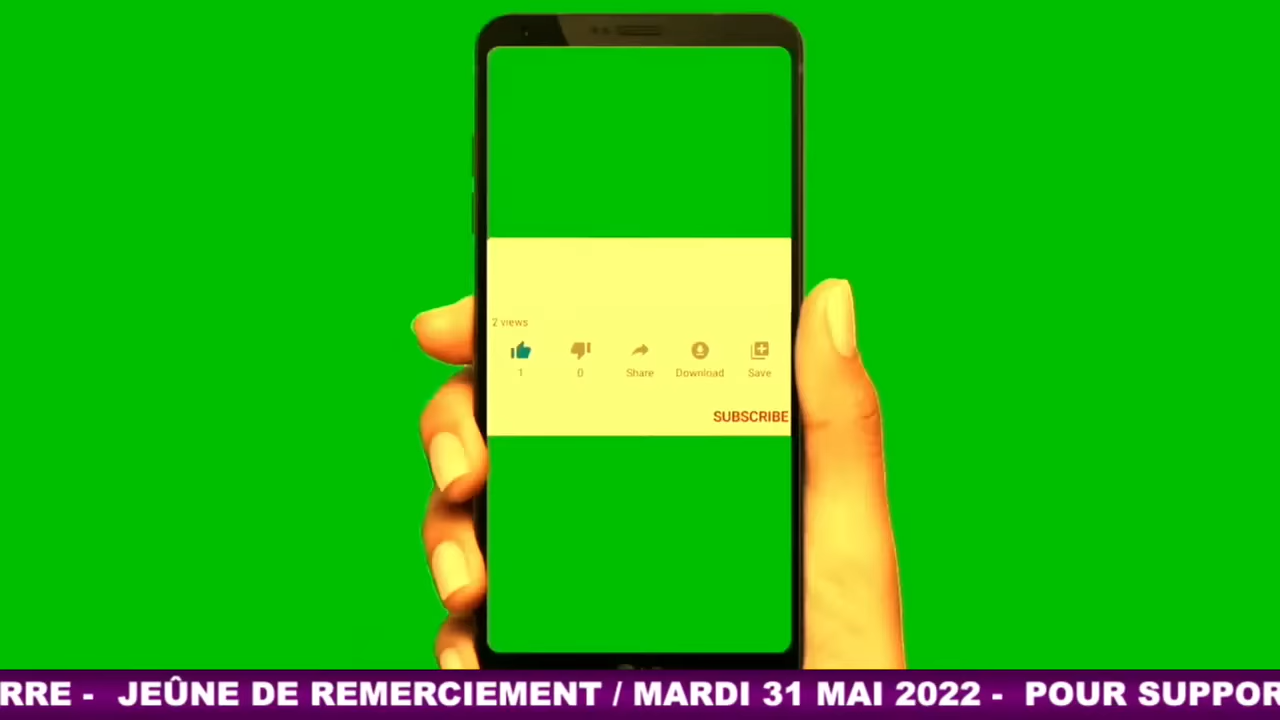 2 views
1 0 Share Download Save
SUBSCRIBE
RRE - JEÛNE DE REMERCIEMENT / MARDI 31 MAI 2022 - POUR SUPPOR